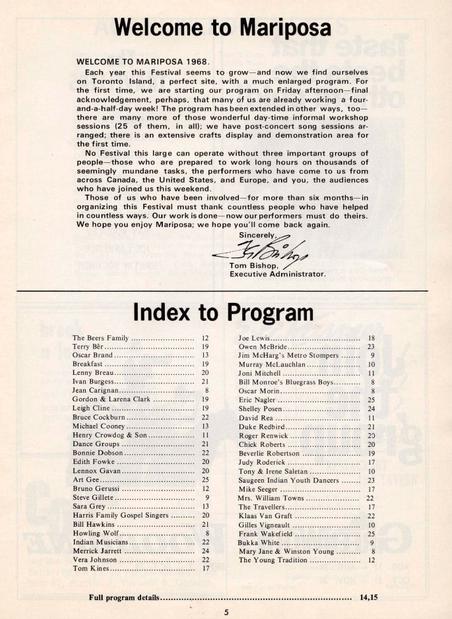 Welcome to Mariposa
WELCOME TO MARIPOSA 1968.
Each year this Festival seems to grow—and now we find ourselves
on Toronto Island, a perfect site, with a much enlarged program. For
the first time, we are starting our program on Friday afternoon—final
acknowledgement, perhaps, that many of us are already working a four-
and-a-half-day week! The program has been extended in other ways, too—
there are many more of those wonderful day-time informal workshop
sessions (25 of them, in all); we have post-concert song sessions ar-
ranged; there is an extensive crafts display and demonstration area for
the first time.
No Festival this large can operate without three important groups of
people—those who are prepared to work long hours on thousands of
seemingly mundane tasks, the performers who have come to us from
across Canada, the United States, and Europe, and you, the audiences
who have joined us this weekend.
Those of us who have been involved—for more than six months—in
organizing this Festival must thank countless people who have helped
in countless ways. Our work is done—now our performers must do theirs.
We hope you enjoy Mariposa; we hope you'll come back again.
Sincerely,
Tom Bishop,
Executive Administrator.
Index to Program
The Beers Family 12
Terry Bér 19
Oscar Brand 13
Breakfast 19
Lenny Breau 20
Ivan Burgess 21
Jean Carignan 8
Gordon & Larena Clark 19
Leigh Cline 19
Bruce Cockburn 22
Michael Cooney 13
Henry Crowdog & Son 11
Dance Groups 21
Bonnie Dobson 22
Edith Fowke 20
Lennox Gavan 20
Art Gee 25
Bruno Gerussi 12
Steve Gillette 9
Sara Grey 13
Harris Family Gospel Singers 20
Bill Hawkins 21
Howling Wolf 8
Indian Musicians 22
Merrick Jarrett 24
Vera Johnson 22
Tom Kines 17
Joe Lewis 18
Owen McBride 23
Jim McHarg's Metro Stompers 9
Murray McLauchlan 10
Joni Mitchell 11
Bill Monroe's Bluegrass Boys 8
Oscar Morin 8
Eric Nagler 25
Shelley Posen 24
David Rea 11
Duke Redbird 21
Roger Renwick 20
Chick Roberts 20
Beverlie Robertson 19
Judy Roderick 17
Tony & Irene Saletan 10
Saugeen Indian Youth Dancers 23
Mike Seeger 17
Mrs. William Towns 22
The Travellers 17
Klaas Van Graft 22
Gilles Vigneault 10
Frank Wakefield 25
Bukka White 9
Mary Jane & Winston Young 8
The Young Tradition 12
Full program details 14,15
5